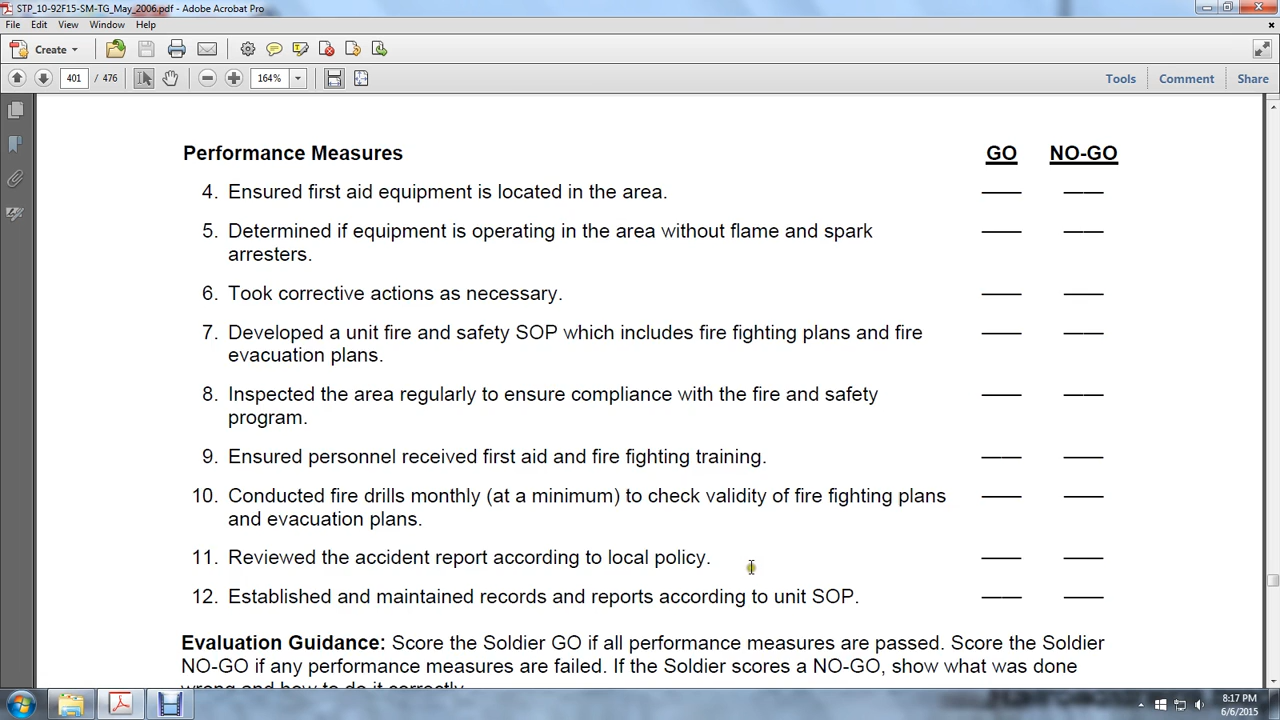 STP_10-92F15-SM-TG_May_2006.pdf - Adobe Acrobat Pro
File Edit View Window Help
Create
401 / 476 164% Tools Comment Share
Performance Measures GO NO-GO
4. Ensured first aid equipment is located in the area.
5. Determined if equipment is operating in the area without flame and spark
arresters.
6. Took corrective actions as necessary.
7. Developed a unit fire and safety SOP which includes fire fighting plans and fire
evacuation plans.
8. Inspected the area regularly to ensure compliance with the fire and safety
program.
9. Ensured personnel received first aid and fire fighting training.
10. Conducted fire drills monthly (at a minimum) to check validity of fire fighting plans
and evacuation plans.
11. Reviewed the accident report according to local policy.
12. Established and maintained records and reports according to unit SOP.
Evaluation Guidance: Score the Soldier GO if all performance measures are passed. Score the Soldier
NO-GO if any performance measures are failed. If the Soldier scores a NO-GO, show what was done
wrong and how to do it correctly.
8:17 PM
6/6/2015